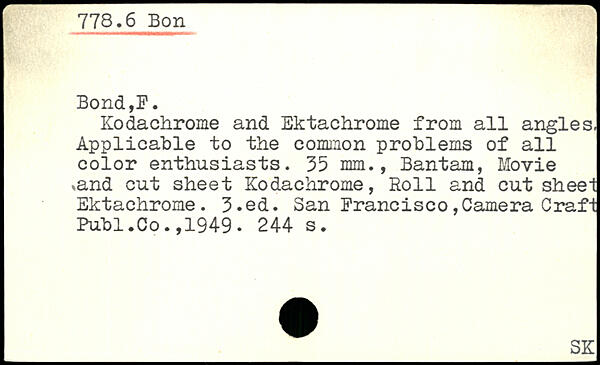 778.6 Bon
Bond,F.
Kodachrome and Ektachrome from all angles.
Applicable to the common problems of all
color enthusiasts. 35 mm., Bantam, Movie
and cut sheet Kodachrome, Roll and cut sheet
Ektachrome. 3.ed. San Francisco,Camera Craft
Publ.Co.,1949. 244 s.
SK